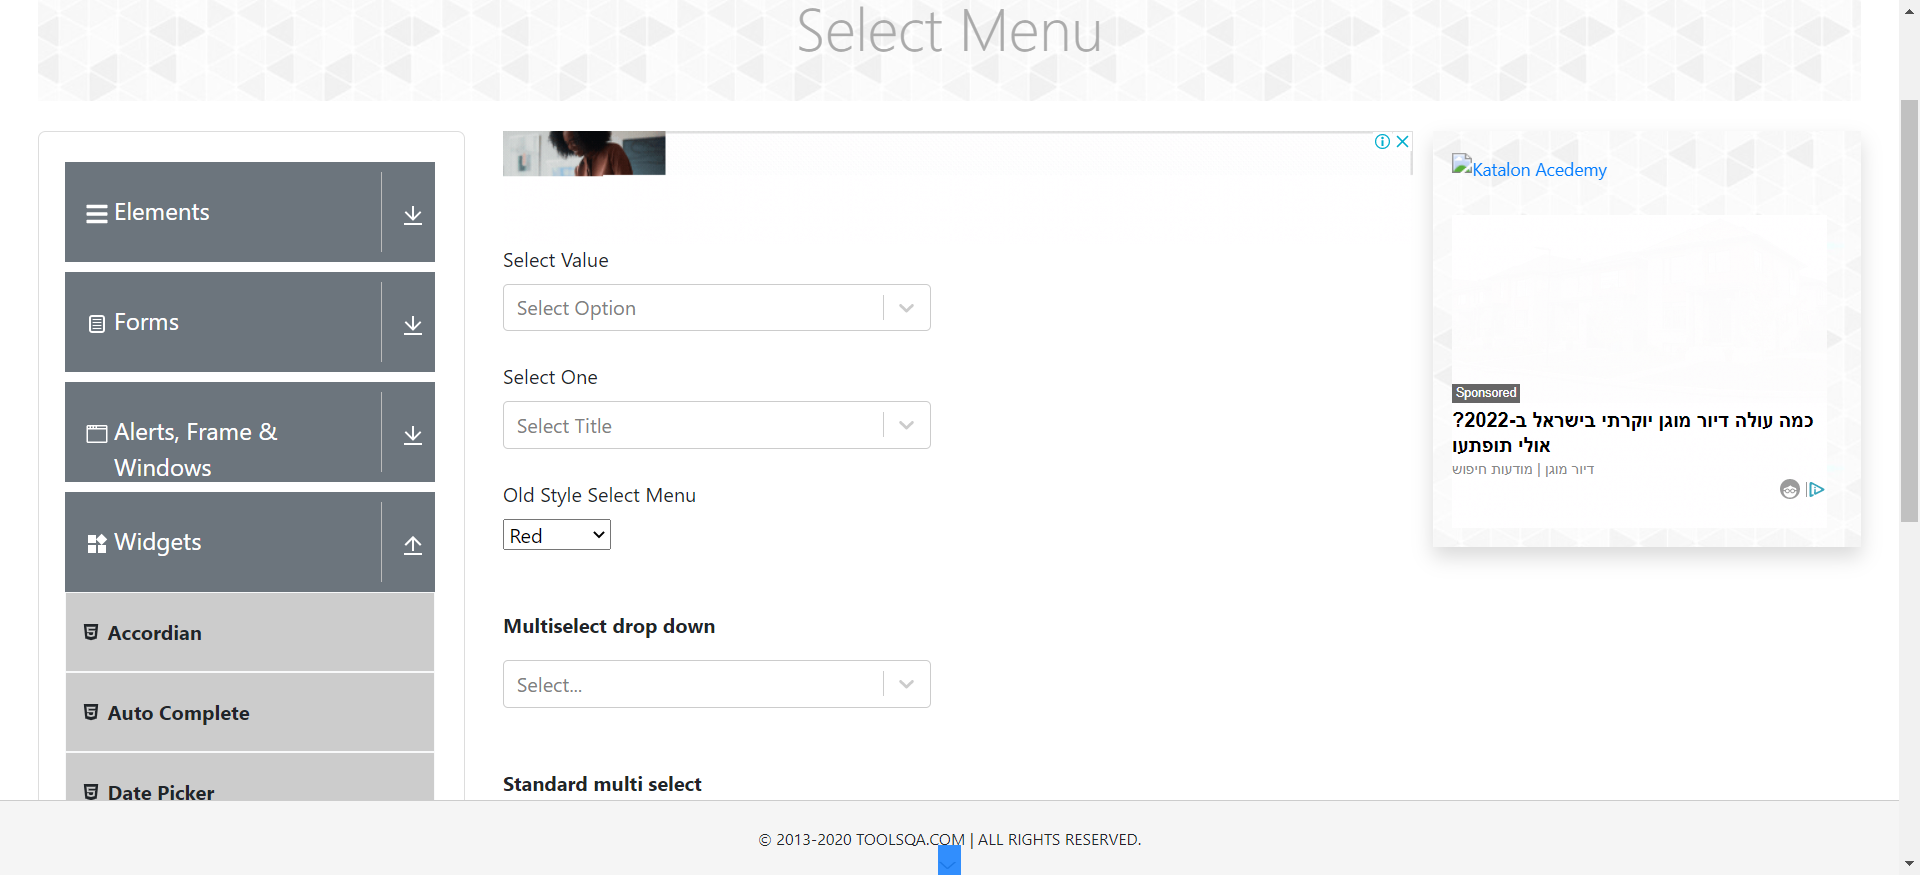 Select Menu
Elements
Forms
Alerts, Frame &
Windows
Widgets
Accordian
Auto Complete
Date Picker
Select Value
Select Option
Select One
Select Title
Old Style Select Menu
Red
Multiselect drop down
Select...
Standard multi select
Katalon Acedemy
Sponsored
כמה עולה דיור מוגן יוקרתי בישראל ב-2022?
אולי תופתעו
דיור מוגן | מודעות חיפוש
© 2013-2020 TOOLSQA.COM | ALL RIGHTS RESERVED.